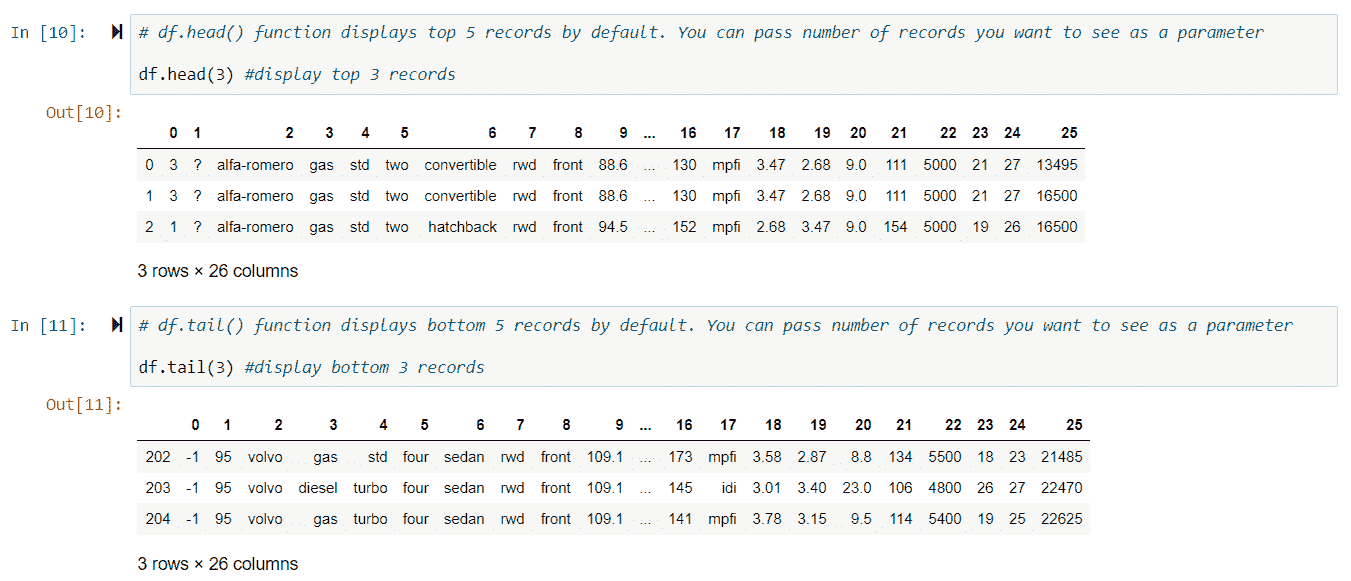 In [10]: # df.head() function displays top 5 records by default. You can pass number of records you want to see as a parameter
df.head(3) #display top 3 records
Out[10]:
0 1 2 3 4 5 6 7 8 9 ... 16 17 18 19 20 21 22 23 24 25
0 3 ? alfa-romero gas std two convertible rwd front 88.6 ... 130 mpfi 3.47 2.68 9.0 111 5000 21 27 13495
1 3 ? alfa-romero gas std two convertible rwd front 88.6 ... 130 mpfi 3.47 2.68 9.0 111 5000 21 27 16500
2 1 ? alfa-romero gas std two hatchback rwd front 94.5 ... 152 mpfi 2.68 3.47 9.0 154 5000 19 26 16500
3 rows × 26 columns
In [11]: # df.tail() function displays bottom 5 records by default. You can pass number of records you want to see as a parameter
df.tail(3) #display bottom 3 records
Out[11]:
0 1 2 3 4 5 6 7 8 9 ... 16 17 18 19 20 21 22 23 24 25
202 -1 95 volvo gas std four sedan rwd front 109.1 ... 173 mpfi 3.58 2.87 8.8 134 5500 18 23 21485
203 -1 95 volvo diesel turbo four sedan rwd front 109.1 ... 145 idi 3.01 3.40 23.0 106 4800 26 27 22470
204 -1 95 volvo gas turbo four sedan rwd front 109.1 ... 141 mpfi 3.78 3.15 9.5 114 5400 19 25 22625
3 rows × 26 columns